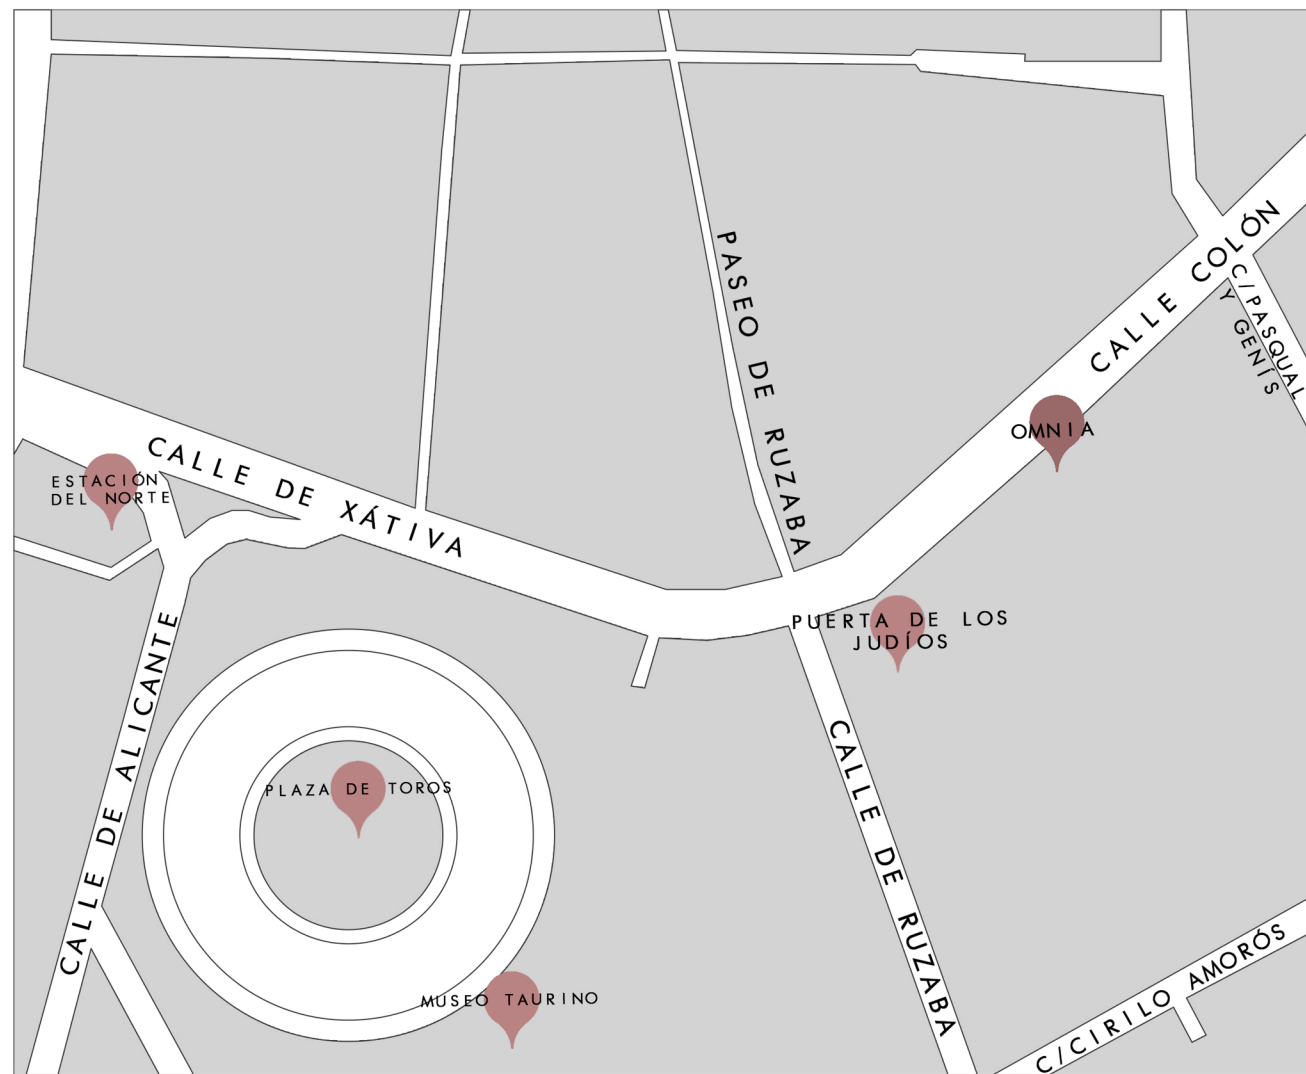 PASEO DE RUZABA
CALLE COLÓN
C/PASQUAL
Y GENÍS
OMNIA
CALLE DE XÁTIVA
ESTACIÓN
DEL NORTE
PUERTA DE LOS
JUDÍOS
CALLE DE ALICANTE
PLAZA DE TOROS
CALLE DE RUZABA
MUSEO TAURINO
C/CIRILO AMORÓS